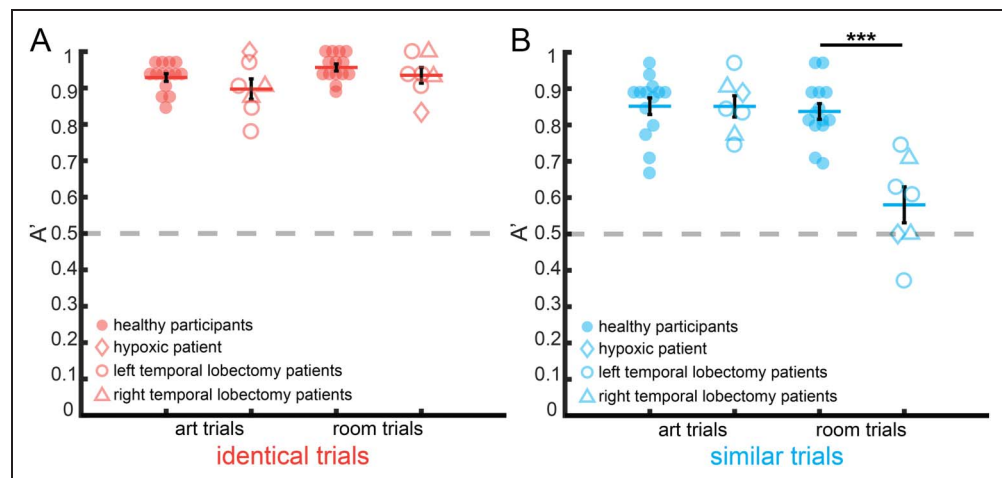 A
A'
1
0.9
0.8
0.7
0.6
0.5
0.4
0.3
0.2
0.1
0
healthy participants
hypoxic patient
left temporal lobectomy patients
right temporal lobectomy patients
art trials
room trials
identical trials
B
***
A'
1
0.9
0.8
0.7
0.6
0.5
0.4
0.3
0.2
0.1
0
healthy participants
hypoxic patient
left temporal lobectomy patients
right temporal lobectomy patients
art trials
room trials
similar trials